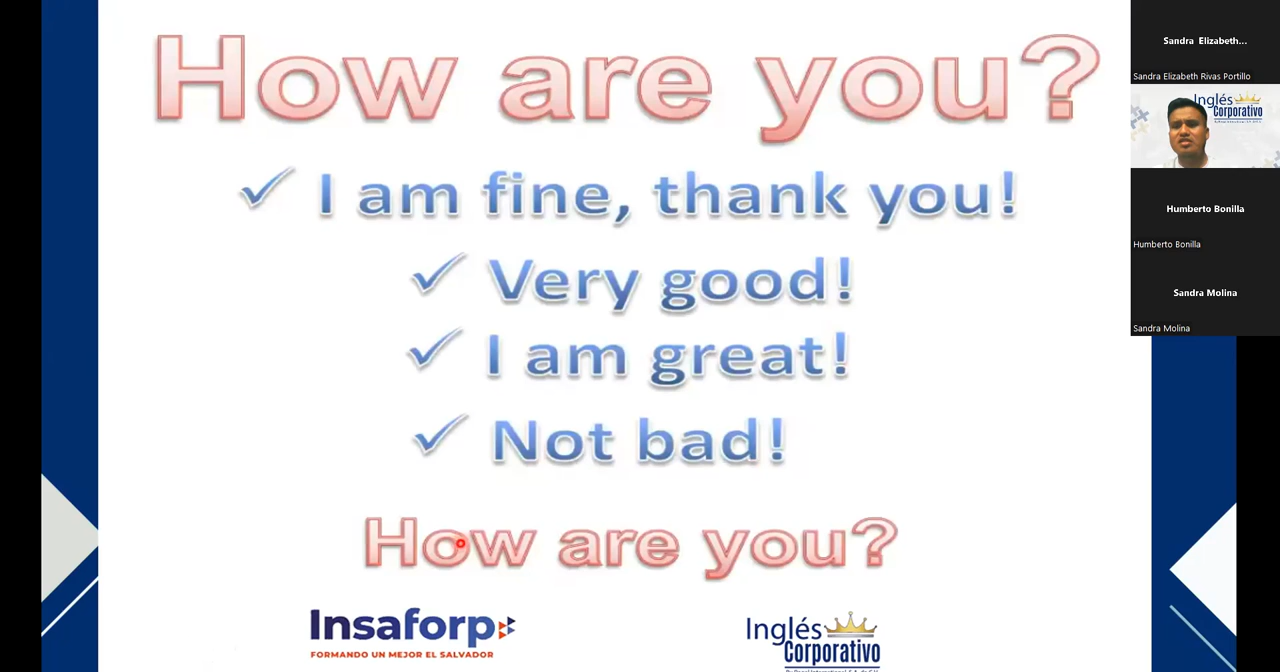 How are you?
✓ I am fine, thank you!
✓ Very good!
✓ I am great!
✓ Not bad!
How are you?
Insaforp
FORMANDO UN MEJOR EL SALVADOR
Inglés
Corporativo
Sandra Elizabeth...
Sandra Elizabeth Rivas Portillo
Inglés
Corporativo
Humberto Bonilla
Humberto Bonilla
Sandra Molina
Sandra Molina